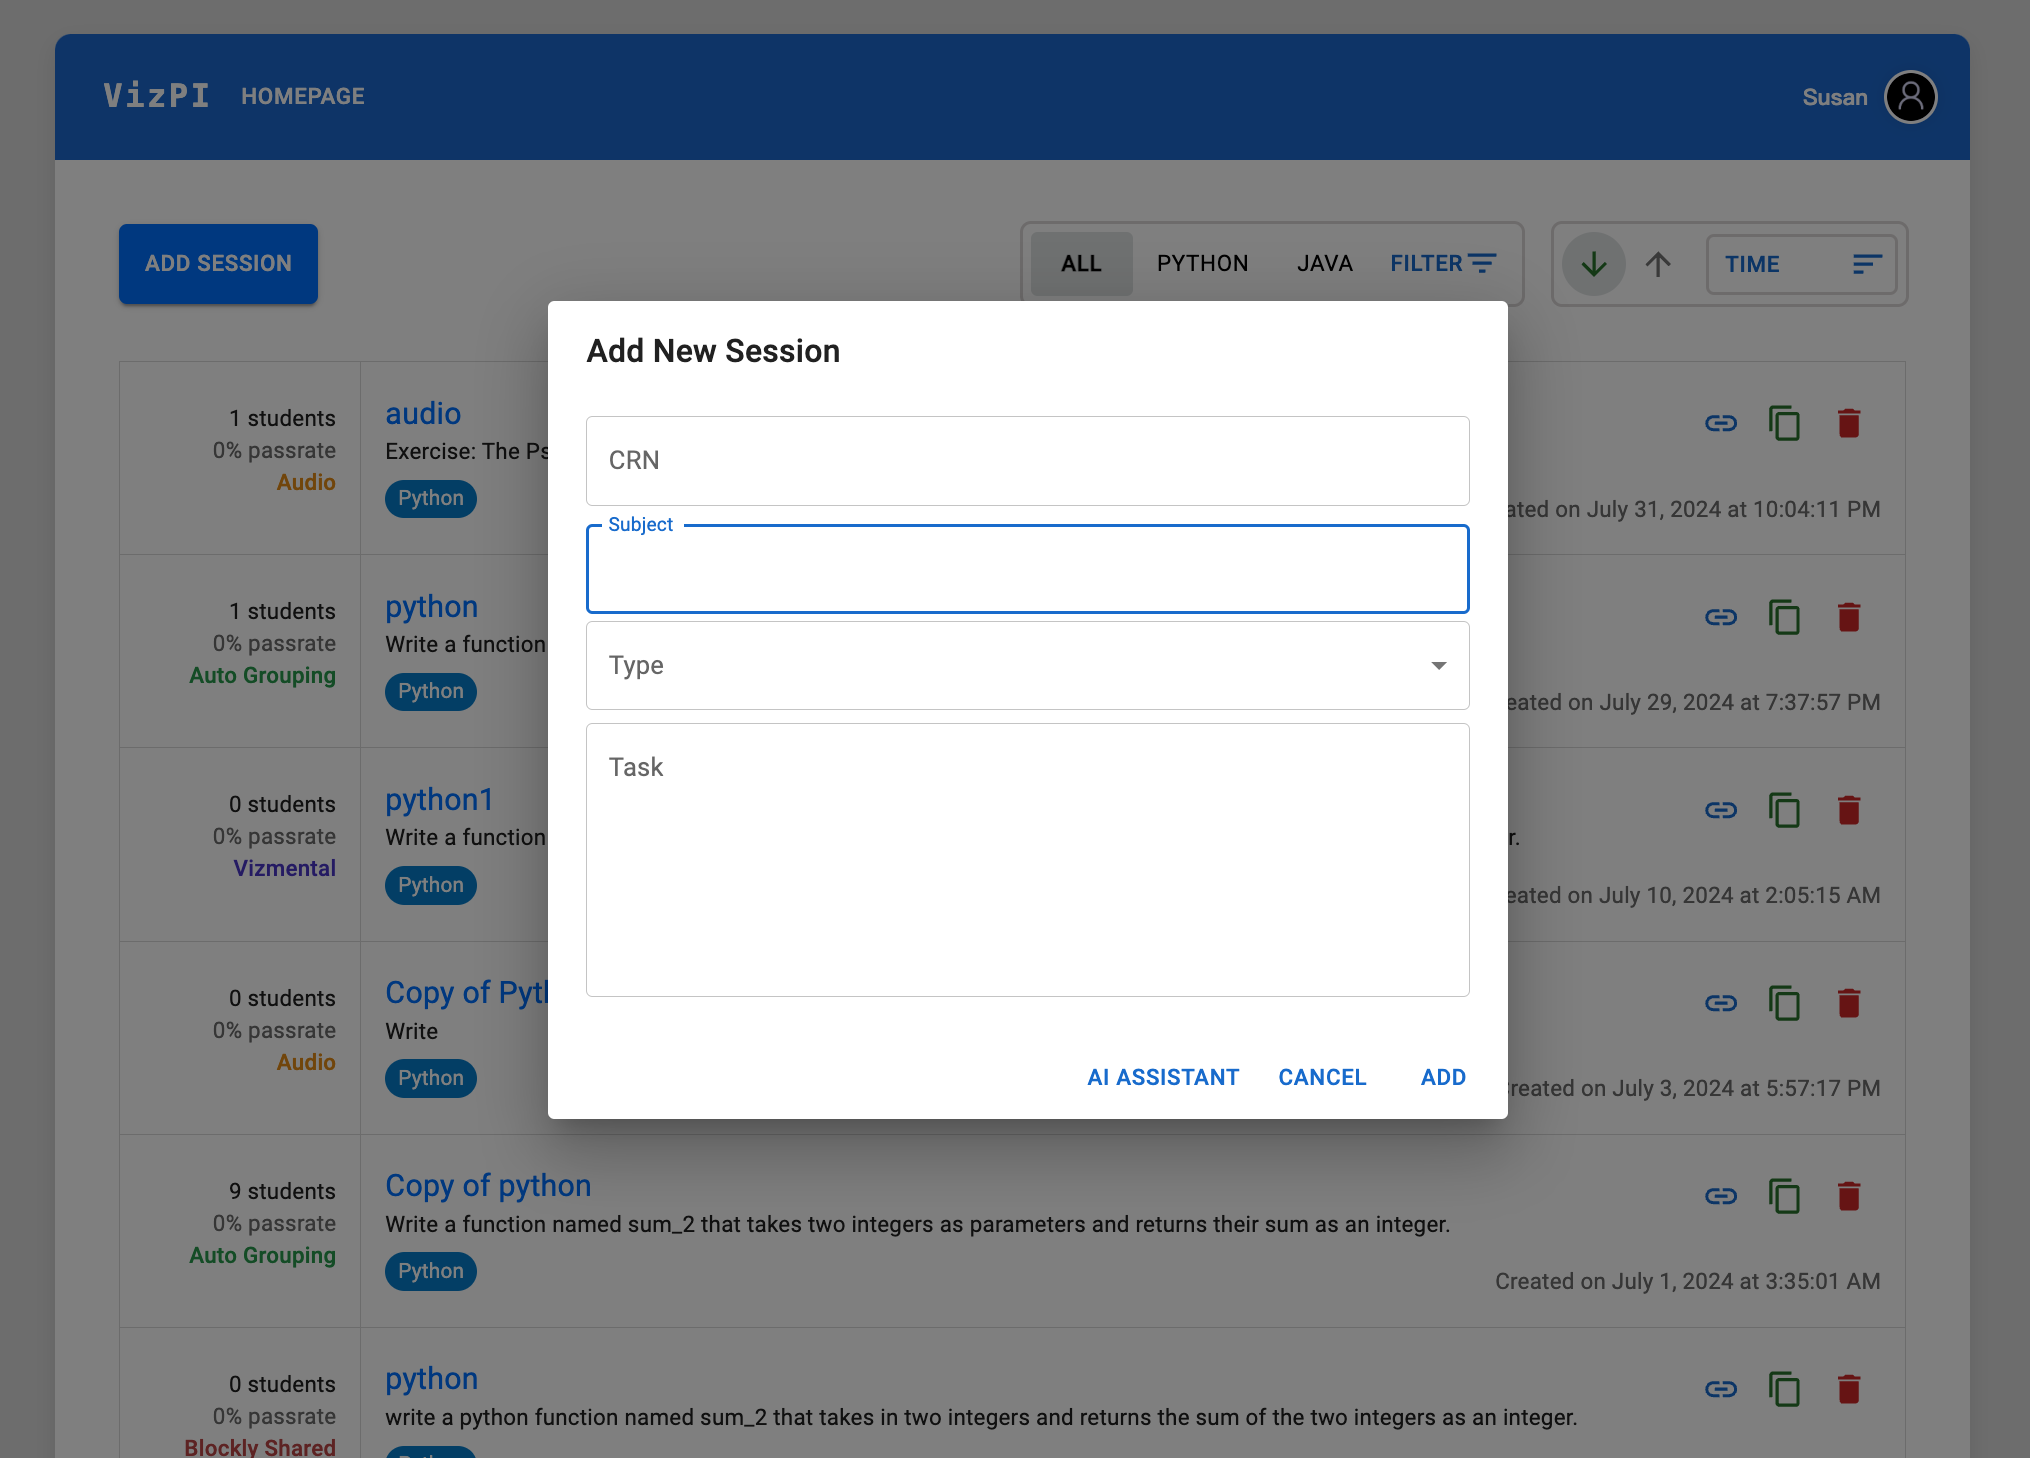 VizPI HOMEPAGE Susan
ADD SESSION ALL PYTHON JAVA FILTER TIME
Add New Session
CRN
Subject
Type
Task
AI ASSISTANT CANCEL ADD
1 students
0% passrate
Audio
audio
Exercise: The
Python
on July 31, 2024 at 10:04:11 PM
1 students
0% passrate
Auto Grouping
python
Write a function
Python
on July 29, 2024 at 7:37:57 PM
0 students
0% passrate
Vizmental
python1
Write a function
Python
on July 10, 2024 at 2:05:15 AM
0 students
0% passrate
Audio
Copy of
Write
Python
on July 3, 2024 at 5:57:17 PM
9 students
0% passrate
Auto Grouping
Copy of python
Write a function named sum_2 that takes two integers as parameters and returns their sum as an integer.
Python
Created on July 1, 2024 at 3:35:01 AM
0 students
0% passrate
Blockly Shared
python
write a python function named sum_2 that takes in two integers and returns the sum of the two integers as an integer.